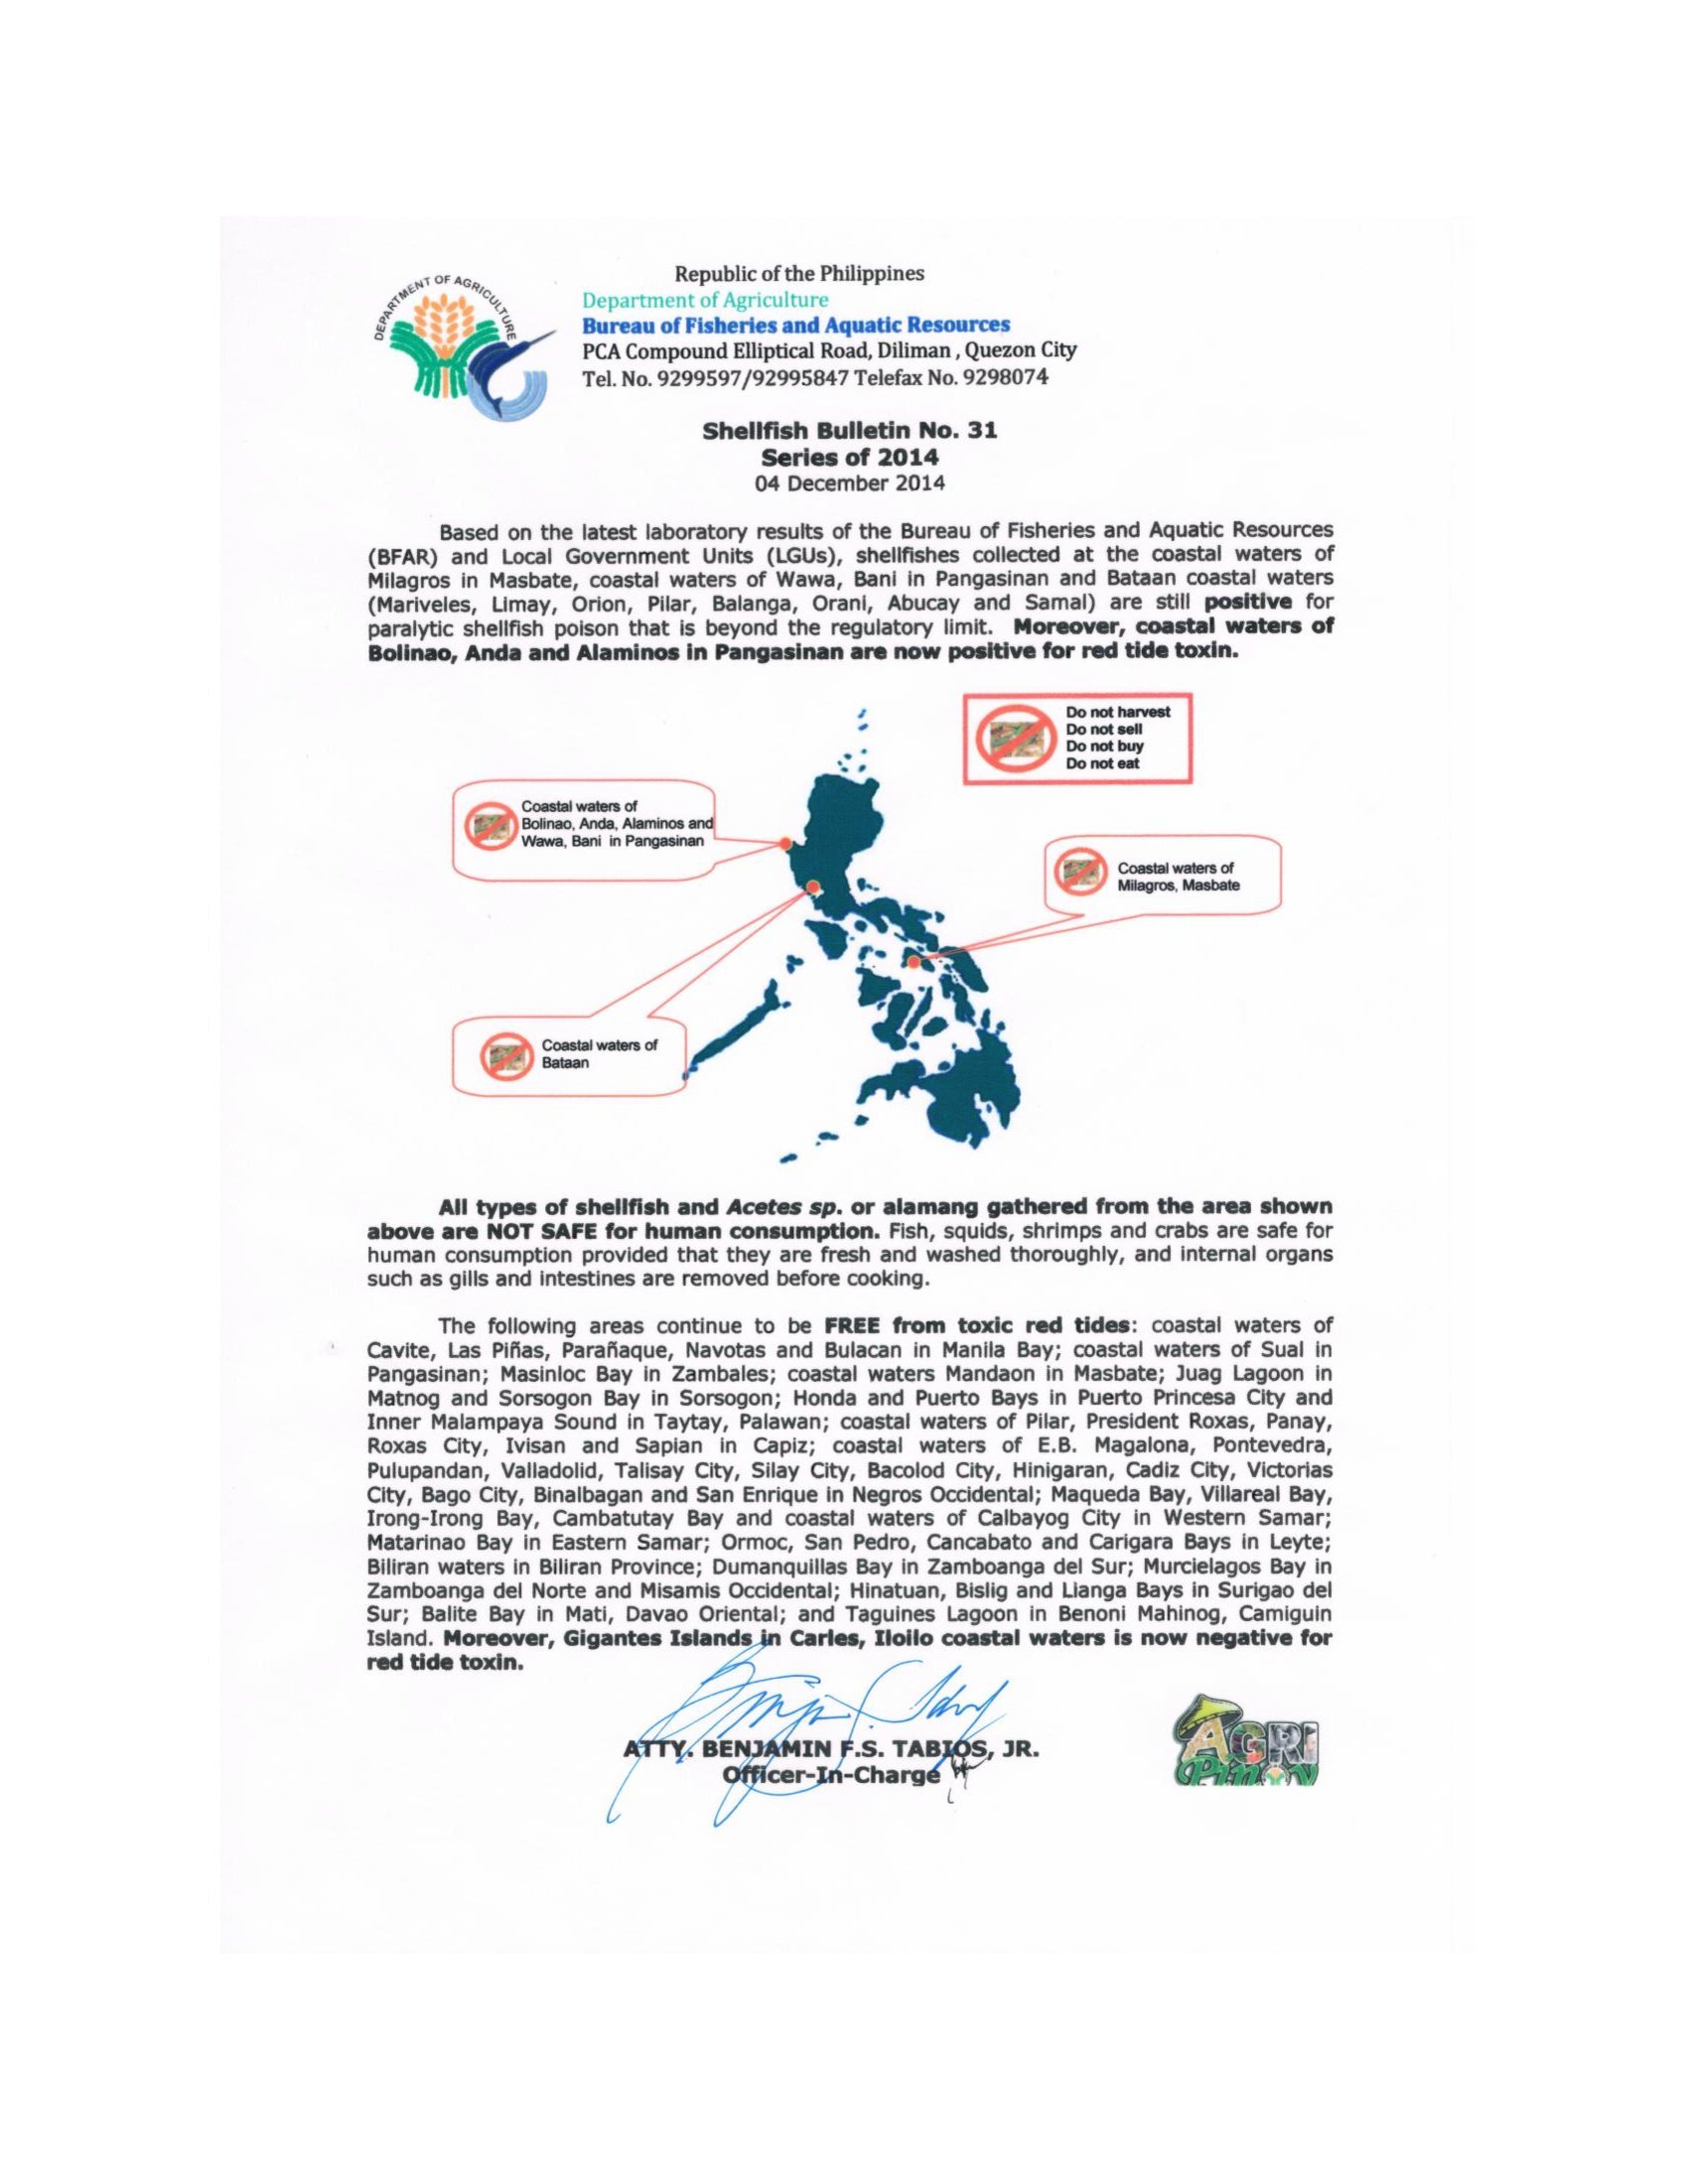 DEPARTMENT OF AGRICULTURE
Republic of the Philippines
Department of Agriculture
Bureau of Fisheries and Aquatic Resources
PCA Compound Elliptical Road, Diliman , Quezon City
Tel. No. 9299597/92995847 Telefax No. 9298074
Shellfish Bulletin No. 31
Series of 2014
04 December 2014
Based on the latest laboratory results of the Bureau of Fisheries and Aquatic Resources
(BFAR) and Local Government Units (LGUs), shellfishes collected at the coastal waters of
Milagros in Masbate, coastal waters of Wawa, Bani in Pangasinan and Bataan coastal waters
(Mariveles, Limay, Orion, Pilar, Balanga, Orani, Abucay and Samal) are still positive for
paralytic shellfish poison that is beyond the regulatory limit. Moreover, coastal waters of
Bolinao, Anda and Alaminos in Pangasinan are now positive for red tide toxin.
Do not harvest
Do not sell
Do not buy
Do not eat
Coastal waters of
Bolinao, Anda, Alaminos and
Wawa, Bani in Pangasinan
Coastal waters of
Milagros, Masbate
Coastal waters of
Bataan
All types of shellfish and Acetes sp. or alamang gathered from the area shown
above are NOT SAFE for human consumption. Fish, squids, shrimps and crabs are safe for
human consumption provided that they are fresh and washed thoroughly, and internal organs
such as gills and intestines are removed before cooking.
The following areas continue to be FREE from toxic red tides: coastal waters of
Cavite, Las Piñas, Parañaque, Navotas and Bulacan in Manila Bay; coastal waters of Sual in
Pangasinan; Masinloc Bay in Zambales; coastal waters Mandaon in Masbate; Juag Lagoon in
Matnog and Sorsogon Bay in Sorsogon; Honda and Puerto Bays in Puerto Princesa City and
Inner Malampaya Sound in Taytay, Palawan; coastal waters of Pilar, President Roxas, Panay,
Roxas City, Ivisan and Sapian in Capiz; coastal waters of E.B. Magalona, Pontevedra,
Pulupandan, Valladolid, Talisay City, Silay City, Bacolod City, Hinigaran, Cadiz City, Victorias
City, Bago City, Binalbagan and San Enrique in Negros Occidental; Maqueda Bay, Villareal Bay,
Irong-Irong Bay, Cambatutay Bay and coastal waters of Calbayog City in Western Samar;
Matarinao Bay in Eastern Samar; Ormoc, San Pedro, Cancabato and Carigara Bays in Leyte;
Biliran waters in Biliran Province; Dumanquillas Bay in Zamboanga del Sur; Murcielagos Bay in
Zamboanga del Norte and Misamis Occidental; Hinatuan, Bislig and Lianga Bays in Surigao del
Sur; Balite Bay in Mati, Davao Oriental; and Taguines Lagoon in Benoni Mahinog, Camiguin
Island. Moreover, Gigantes Islands in Carles, Iloilo coastal waters is now negative for
red tide toxin.
ATTY. BENJAMIN F.S. TABIOS, JR.
Officer-In-Charge
AGRI
Pinoy